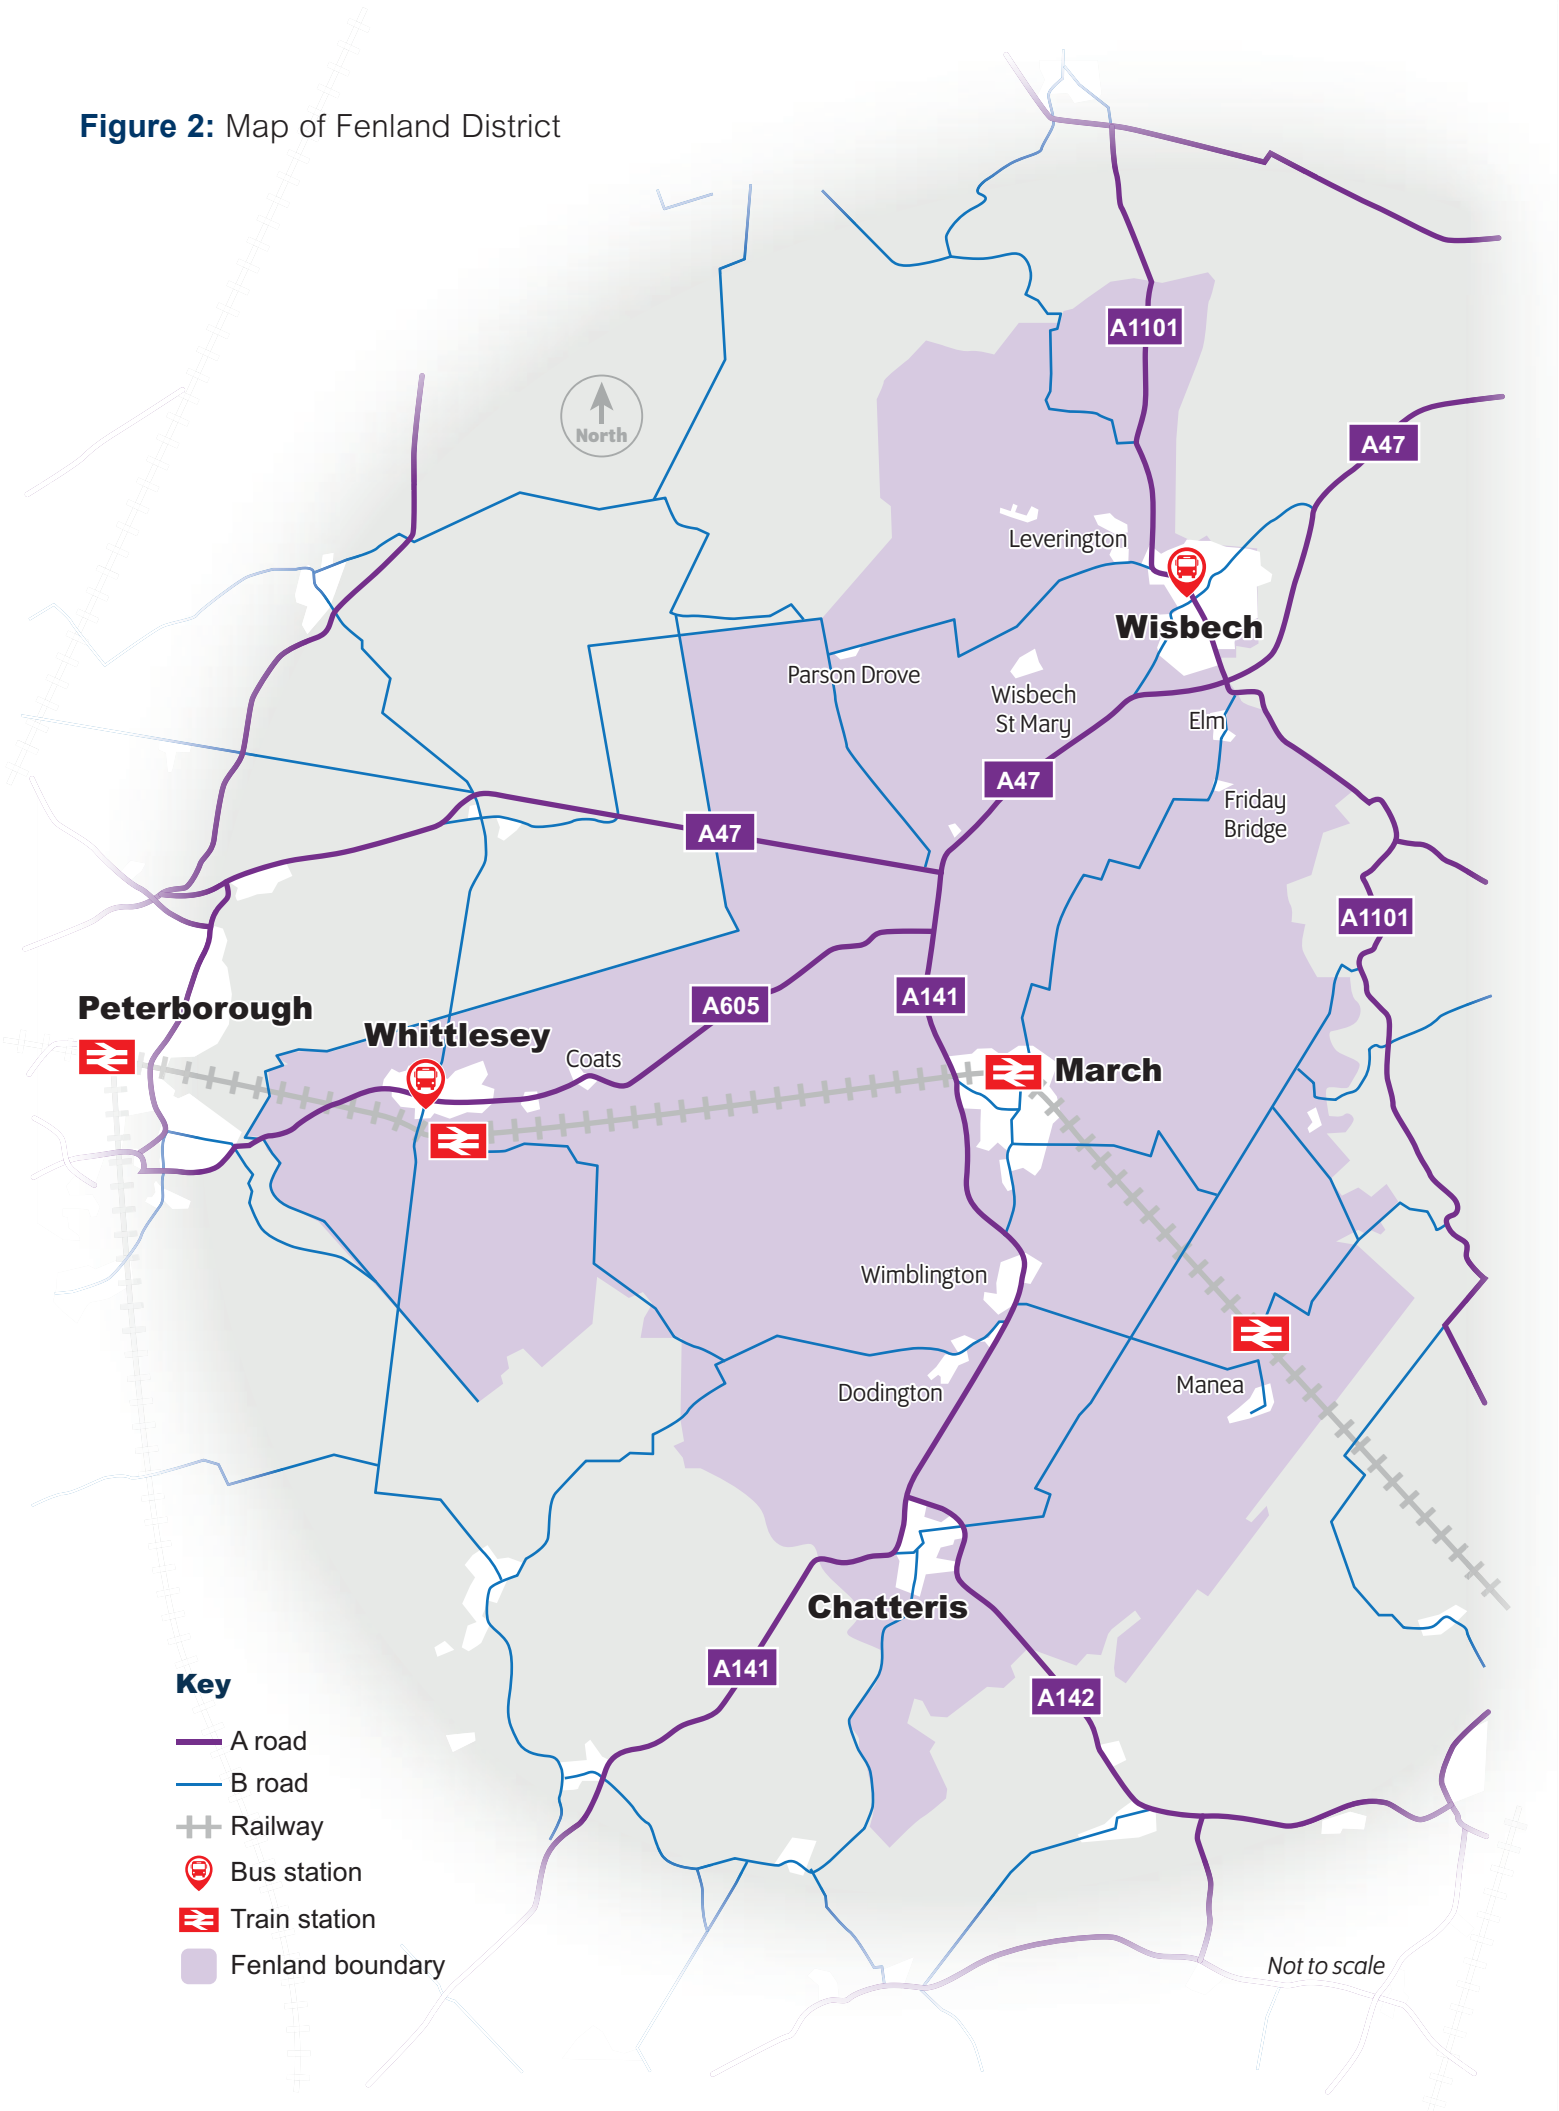 Figure 2: Map of Fenland District
A1101
North
A47
Leverington
Wisbech
Parson Drove
Wisbech
St Mary
Elm
A47
Friday
Bridge
A47
A1101
A605
A141
Peterborough
Whittlesey
Coats
March
Wimblington
Dodington
Manea
Chatteris
A141
A142
Key
A road
B road
Railway
Bus station
Train station
Fenland boundary
Not to scale